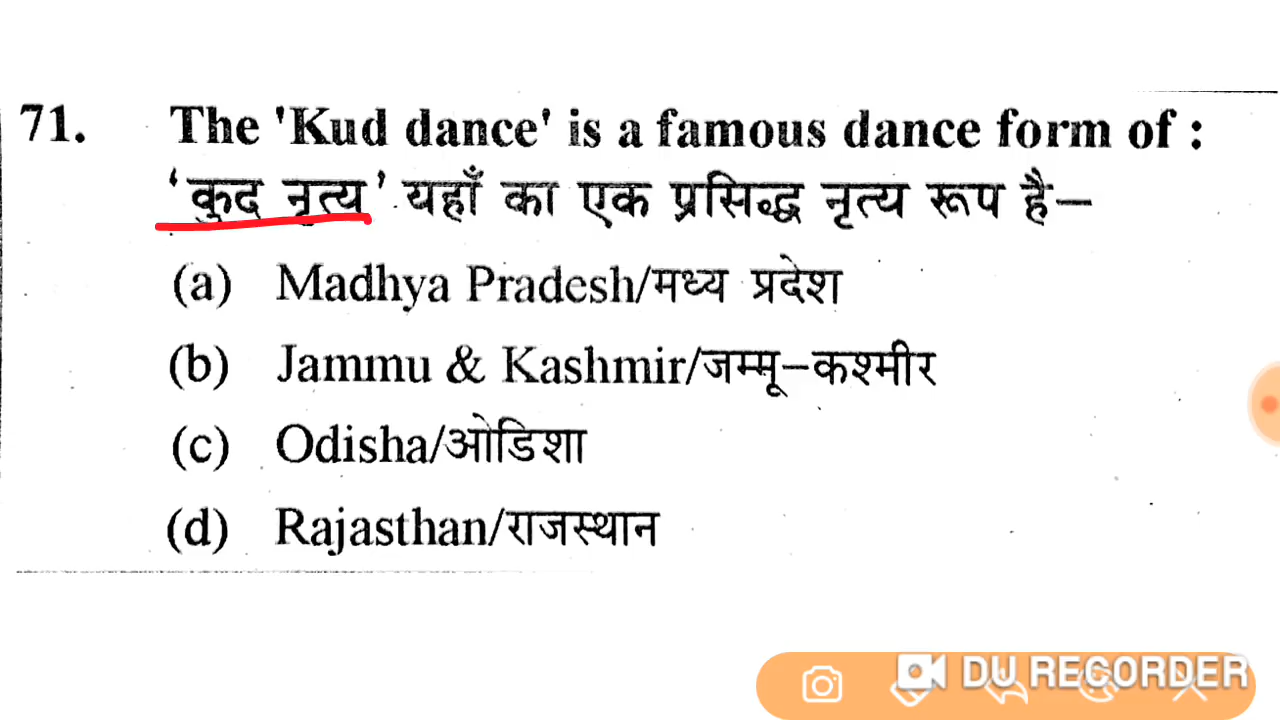 71. The 'Kud dance' is a famous dance form of :
‘कुद नृत्य’ यहाँ का एक प्रसिद्ध नृत्य रूप है–
(a) Madhya Pradesh/मध्य प्रदेश
(b) Jammu & Kashmir/जम्मू–कश्मीर
(c) Odisha/ओडिशा
(d) Rajasthan/राजस्थान
DU RECORDER